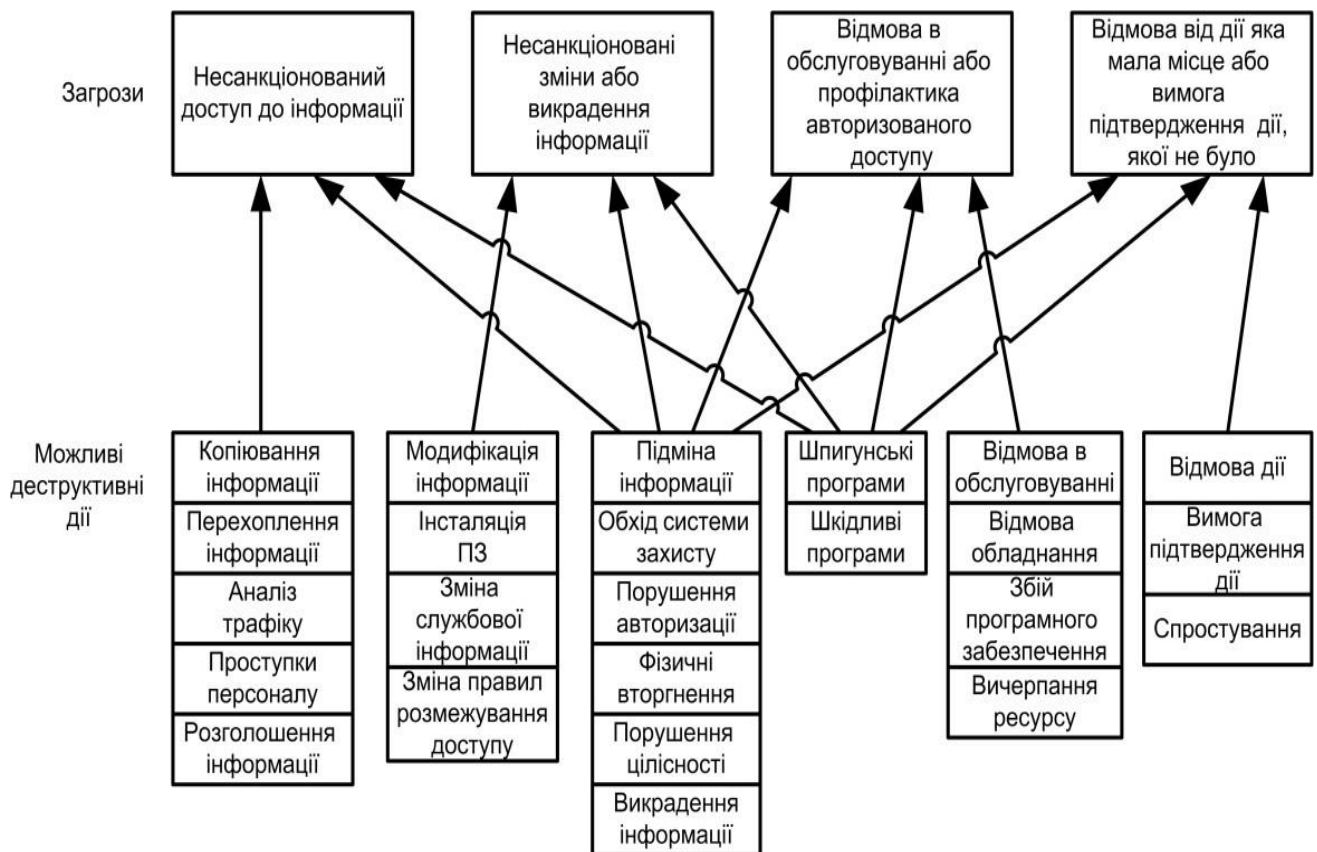 Загрози
Несанкціонований
доступ до інформації
Несанкціоновані
зміни або
викрадення
інформації
Відмова в
обслуговуванні або
профілактика
авторизованого
доступу
Відмова від дії яка
мала місце або
вимога
підтвердження дії,
якої не було
Можливі
деструктивні
дії
Копіювання
інформації
Перехоплення
інформації
Аналіз
трафіку
Проступки
персоналу
Розголошення
інформації
Модифікація
інформації
Інсталяція
ПЗ
Зміна
службової
інформації
Зміна правил
розмежування
доступу
Підміна
інформації
Обхід системи
захисту
Порушення
авторизації
Фізичні
вторгнення
Порушення
цілісності
Викрадення
інформації
Шпигунські
програми
Шкідливі
програми
Відмова в
обслуговуванні
Відмова
обладнання
Збій
програмного
забезпечення
Вичерпання
ресурсу
Відмова дії
Вимога
підтвердження
дії
Спростування